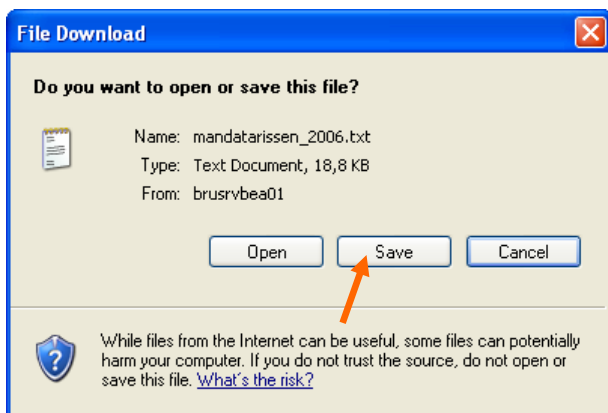 File Download
Do you want to open or save this file?
Name: mandatarissen_2006.txt
Type: Text Document, 18,8 KB
From: brusrvbea01
Open Save Cancel
While files from the Internet can be useful, some files can potentially
harm your computer. If you do not trust the source, do not open or
save this file. What's the risk?